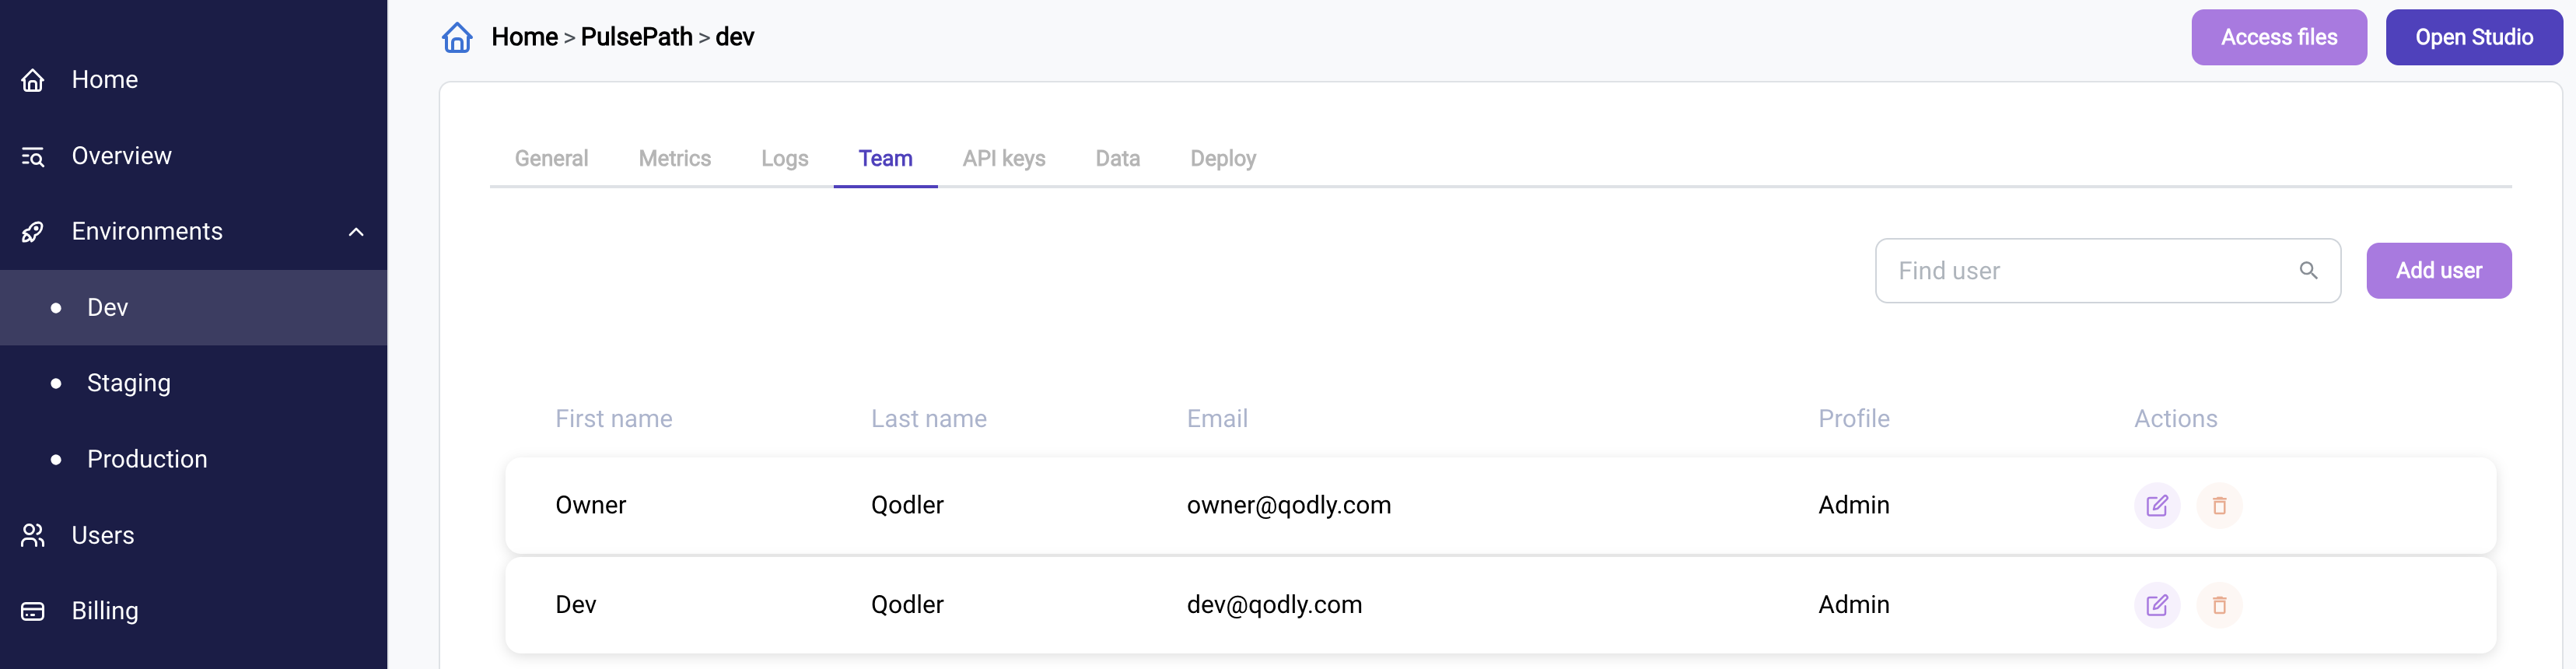 Home
Overview
Environments
Dev
Staging
Production
Users
Billing
Home > PulsePath > dev
Access files
Open Studio
General Metrics Logs Team API keys Data Deploy
Find user
Add user
First name Last name Email Profile Actions
Owner Qodler owner@qodly.com Admin
Dev Qodler dev@qodly.com Admin